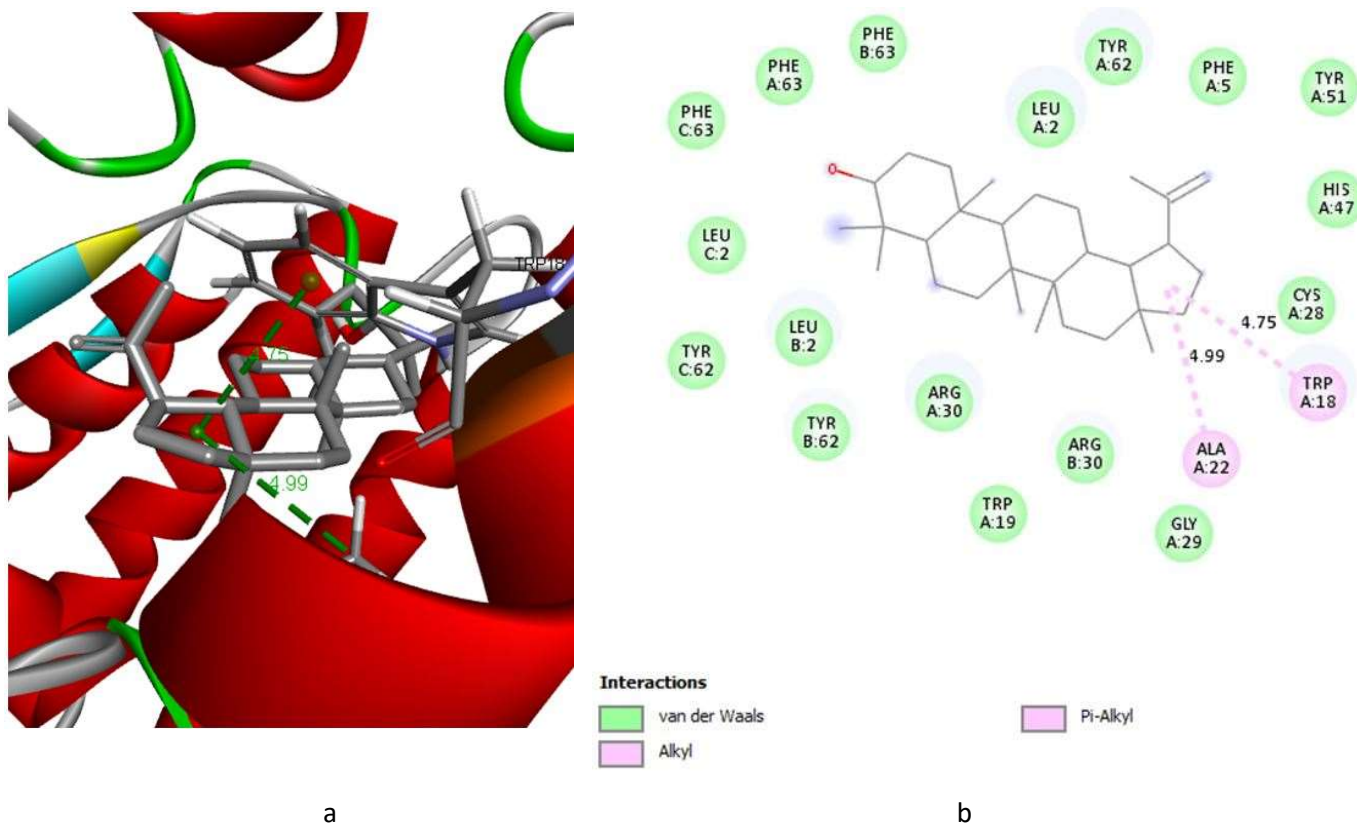 TRP18
4.75
4.99
PHE
B:63
TYR
A:62
PHE
A:63
PHE
A:5
TYR
A:51
LEU
A:2
PHE
C:63
O
HIS
A:47
LEU
C:2
CYS
A:28
LEU
B:2
4.75
4.99
TYR
C:62
TRP
A:18
ARG
A:30
TYR
B:62
ARG
B:30
ALA
A:22
TRP
A:19
GLY
A:29
Interactions
van der Waals
Pi-Alkyl
Alkyl
a
b